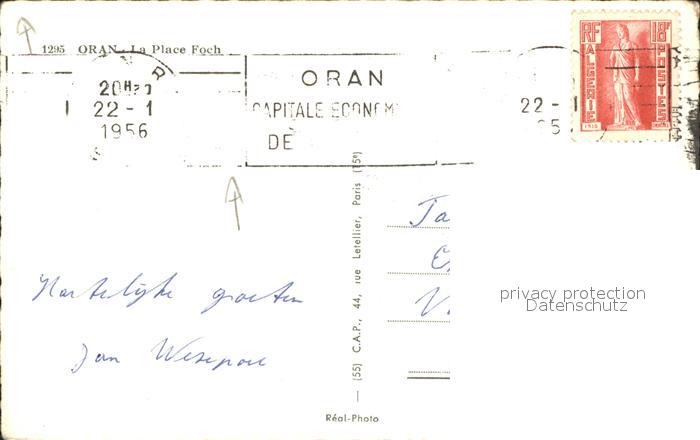 1295 ORAN - La Place Foch
20H30
22 - 1
1956
ORAN
CAPITALE ECONOM
DE
22 - 1
RF 18F
ALGERIE POSTES
Hartelijke groeten
Jan
(55) C.A.P., 44, rue Letellier, Paris (15e)
Réal-Photo
privacy protection
Datenschutz